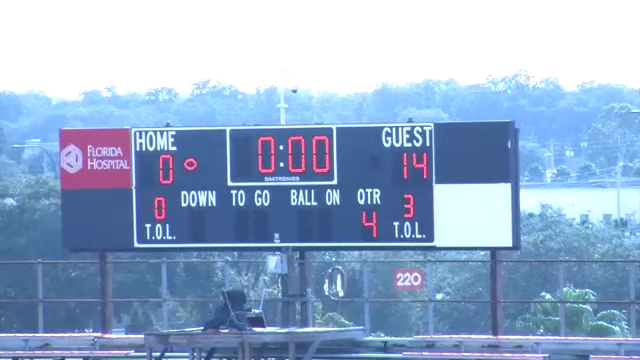 FLORIDA HOSPITAL
HOME 0:00 GUEST
0 14
DAKTRONICS
0 DOWN TO GO BALL ON QTR 3
T.O.L. 4 T.O.L.
220